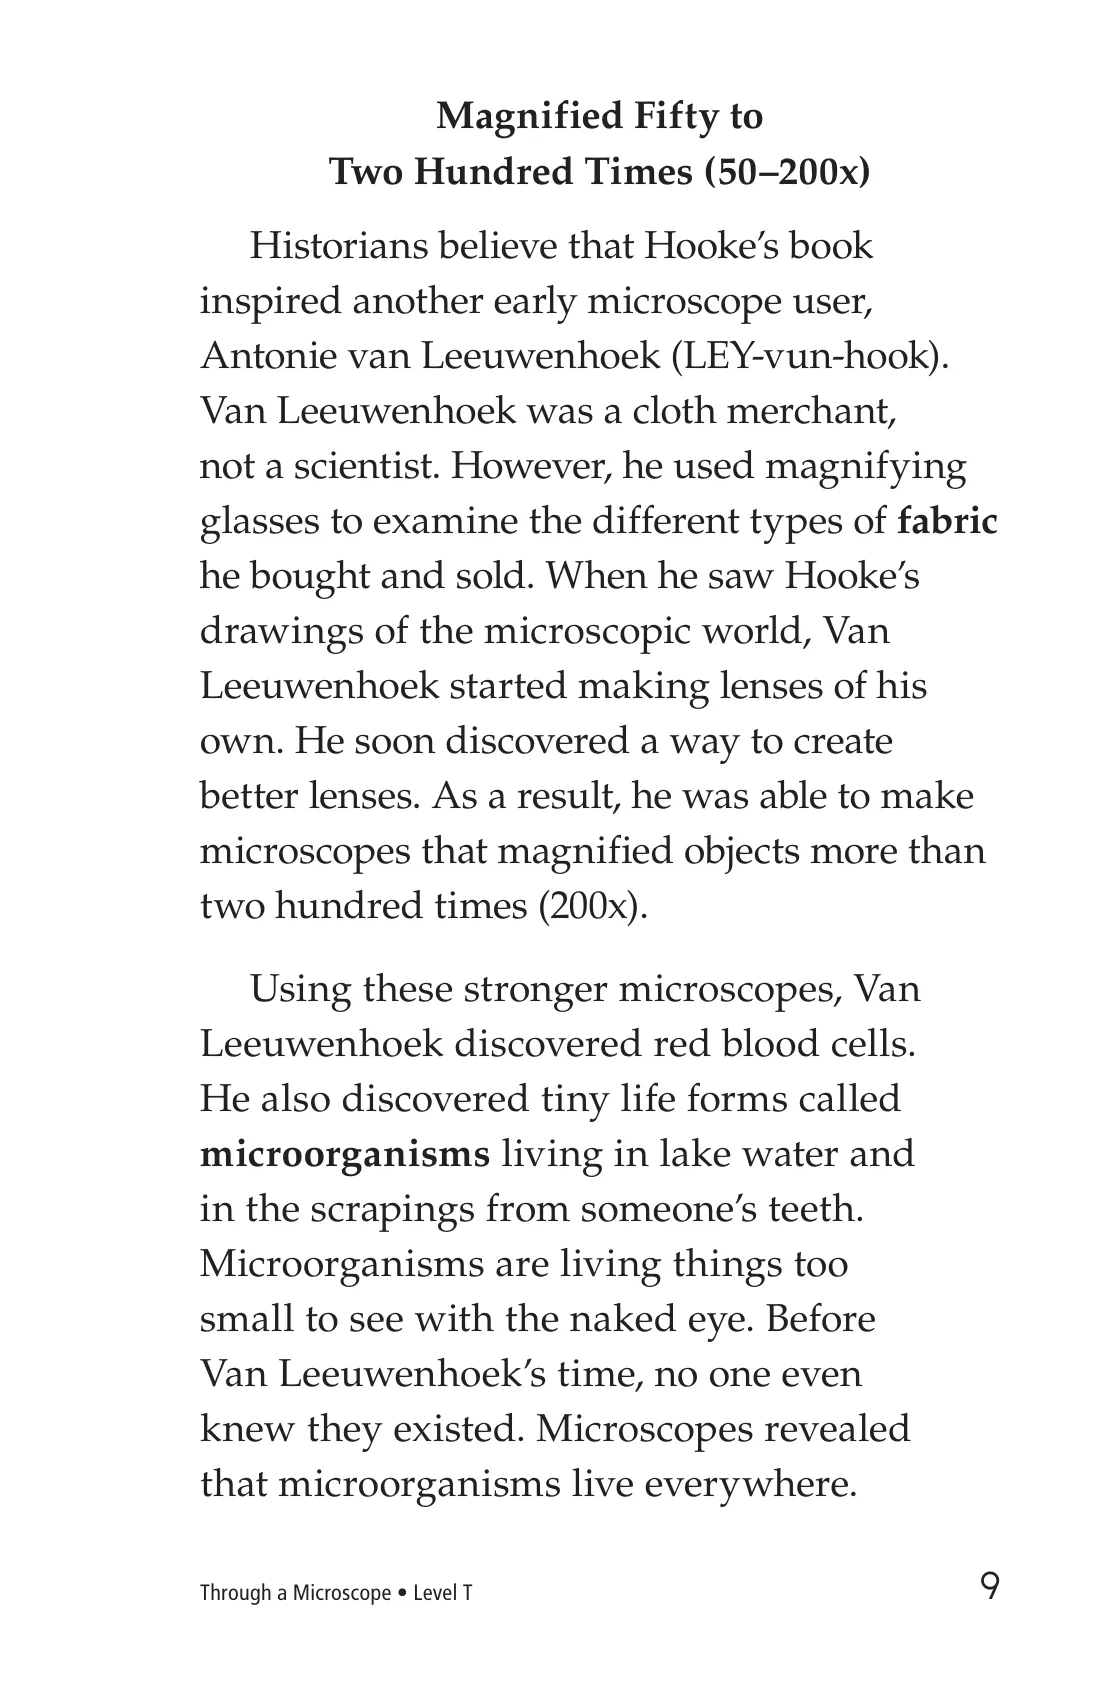 Magnified Fifty to
Two Hundred Times (50–200x)
Historians believe that Hooke’s book
inspired another early microscope user,
Antonie van Leeuwenhoek (LEY-vun-hook).
Van Leeuwenhoek was a cloth merchant,
not a scientist. However, he used magnifying
glasses to examine the different types of fabric
he bought and sold. When he saw Hooke’s
drawings of the microscopic world, Van
Leeuwenhoek started making lenses of his
own. He soon discovered a way to create
better lenses. As a result, he was able to make
microscopes that magnified objects more than
two hundred times (200x).
Using these stronger microscopes, Van
Leeuwenhoek discovered red blood cells.
He also discovered tiny life forms called
microorganisms living in lake water and
in the scrapings from someone’s teeth.
Microorganisms are living things too
small to see with the naked eye. Before
Van Leeuwenhoek’s time, no one even
knew they existed. Microscopes revealed
that microorganisms live everywhere.
Through a Microscope • Level T
9